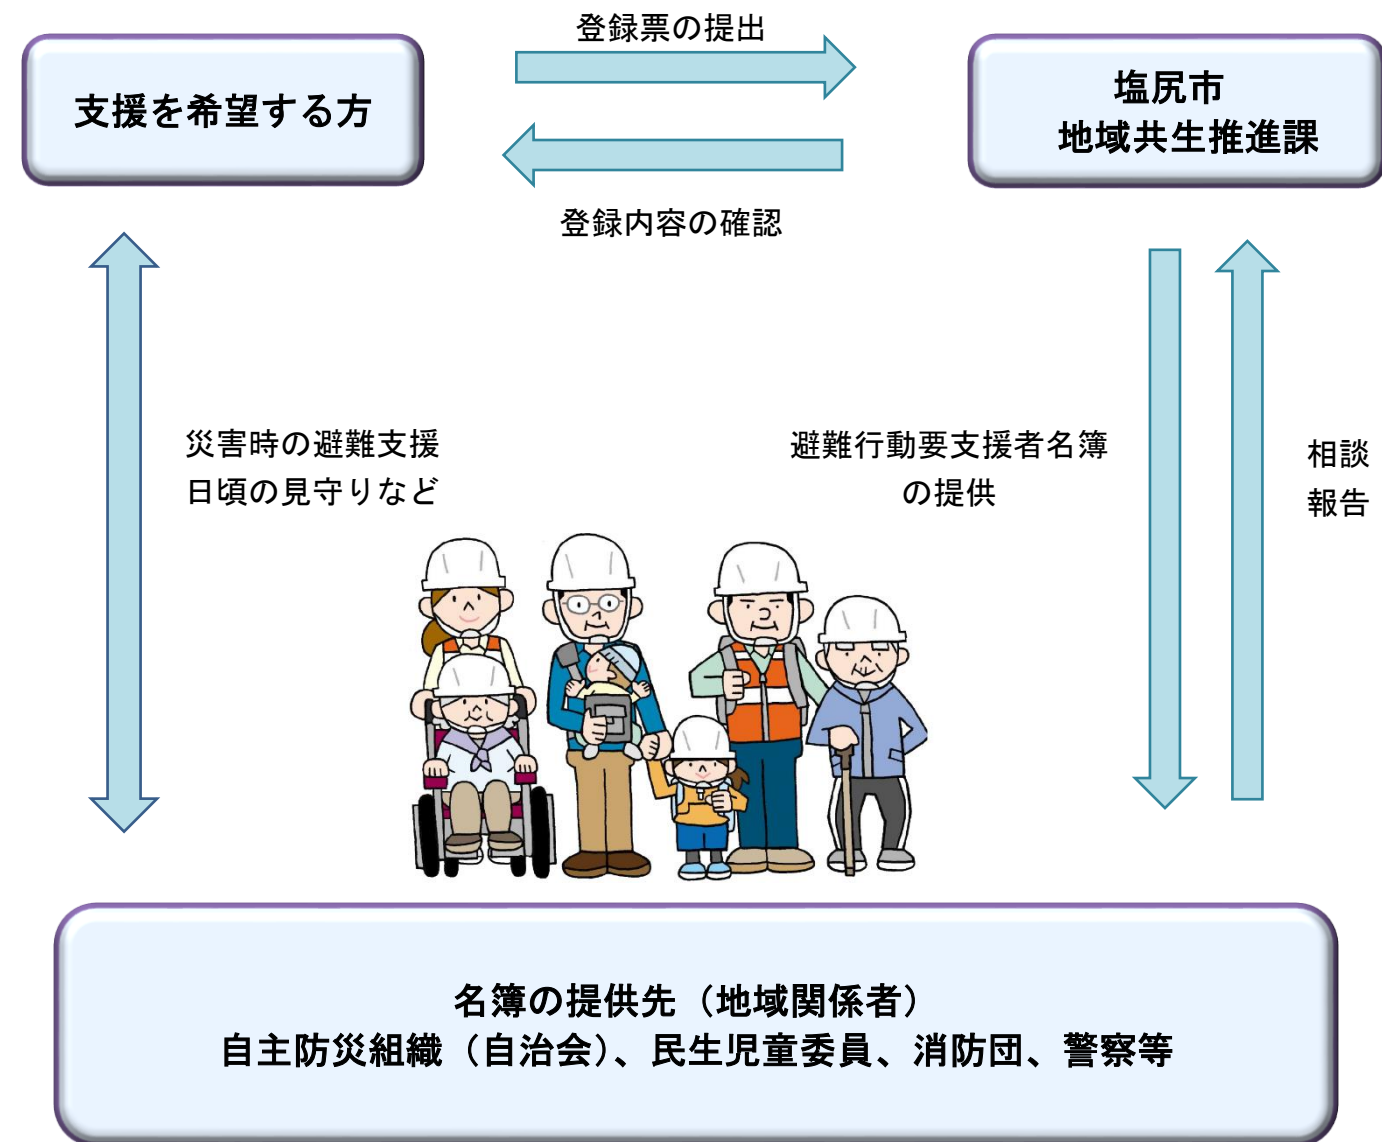 登録票の提出
支援を希望する方
塩尻市
地域共生推進課
登録内容の確認
災害時の避難支援
日頃の見守りなど
避難行動要支援者名簿
の提供
相談
報告
名簿の提供先（地域関係者）
自主防災組織（自治会）、民生児童委員、消防団、警察等